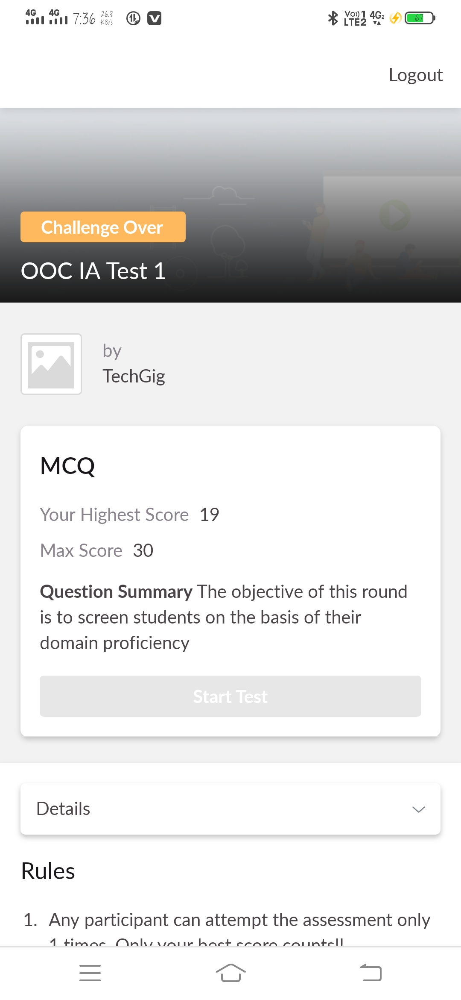 4G 4G 7:36 26.9 KB/s Vo)) 1 LTE2 4G2 67
Logout
Challenge Over
OOC IA Test 1
by
TechGig
MCQ
Your Highest Score 19
Max Score 30
Question Summary The objective of this round
is to screen students on the basis of their
domain proficiency
Start Test
Details
Rules
1. Any participant can attempt the assessment only
1 times. Only your best score counts!!